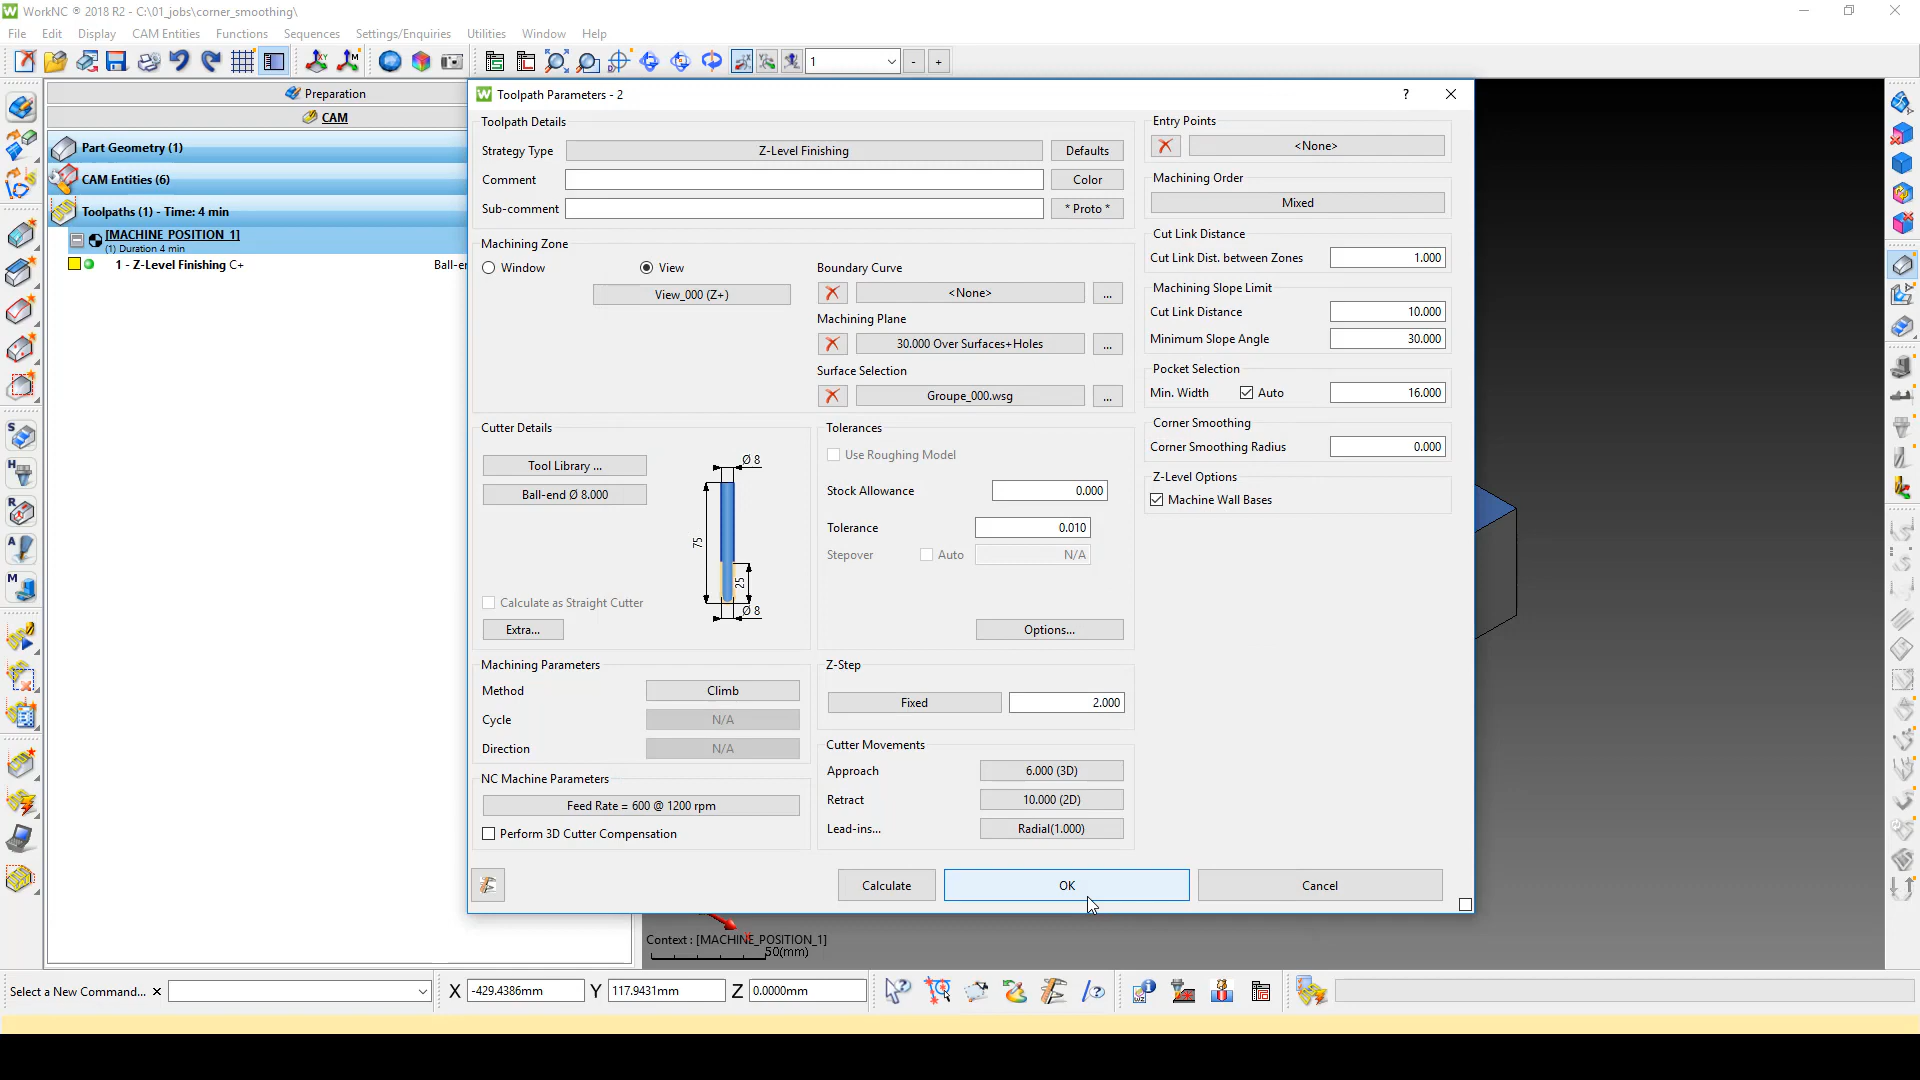 WorkNC ® 2018 R2 - C:\01_jobs\corner_smoothing\
File Edit Display CAM Entities Functions Sequences Settings/Enquiries Utilities Window Help
1 - +
Preparation
CAM
Part Geometry (1)
CAM Entities (6)
Toolpaths (1) - Time: 4 min
[MACHINE_POSITION_1]
(1) Duration 4 min
1 - Z-Level Finishing C+ Ball-en
Toolpath Parameters - 2 ?
Toolpath Details
Strategy Type Z-Level Finishing Defaults
Comment Color
Sub-comment * Proto *
Machining Zone
Window View
View_000 (Z+)
Boundary Curve
<None> ...
Machining Plane
30.000 Over Surfaces+Holes ...
Surface Selection
Groupe_000.wsg ...
Cutter Details
Tool Library ...
Ball-end Ø 8.000
Ø 8
75
25
Ø 8
Calculate as Straight Cutter
Extra...
Tolerances
Use Roughing Model
Stock Allowance 0.000
Tolerance 0.010
Stepover Auto N/A
Options...
Machining Parameters
Method Climb
Cycle N/A
Direction N/A
NC Machine Parameters
Feed Rate = 600 @ 1200 rpm
Perform 3D Cutter Compensation
Z-Step
Fixed 2.000
Cutter Movements
Approach 6.000 (3D)
Retract 10.000 (2D)
Lead-ins... Radial(1.000)
Entry Points
<None>
Machining Order
Mixed
Cut Link Distance
Cut Link Dist. between Zones 1.000
Machining Slope Limit
Cut Link Distance 10.000
Minimum Slope Angle 30.000
Pocket Selection
Min. Width Auto 16.000
Corner Smoothing
Corner Smoothing Radius 0.000
Z-Level Options
Machine Wall Bases
Calculate OK Cancel
Context : [MACHINE_POSITION_1]
50(mm)
Select a New Command... X -429.4386mm Y 117.9431mm Z 0.0000mm